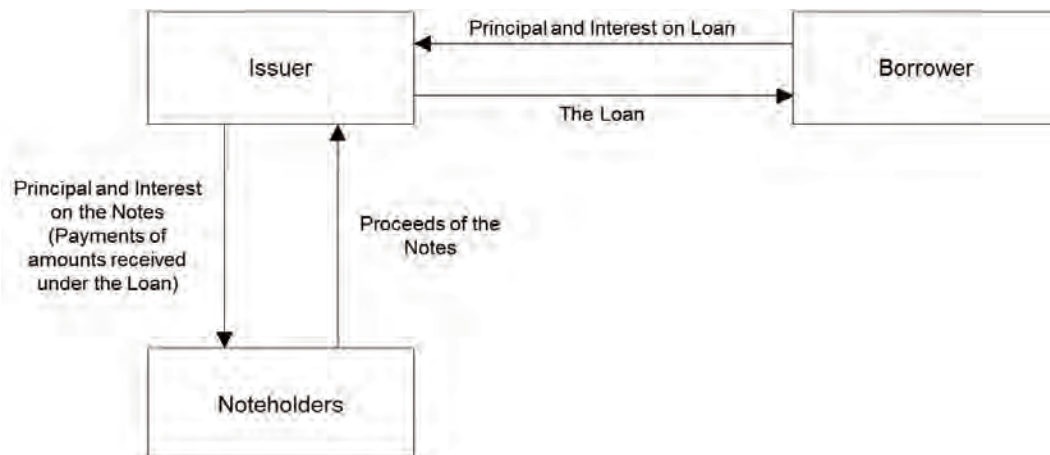 Principal and Interest on Loan
Issuer
Borrower
The Loan
Principal and Interest
on the Notes
(Payments of
amounts received
under the Loan)
Proceeds of the
Notes
Noteholders